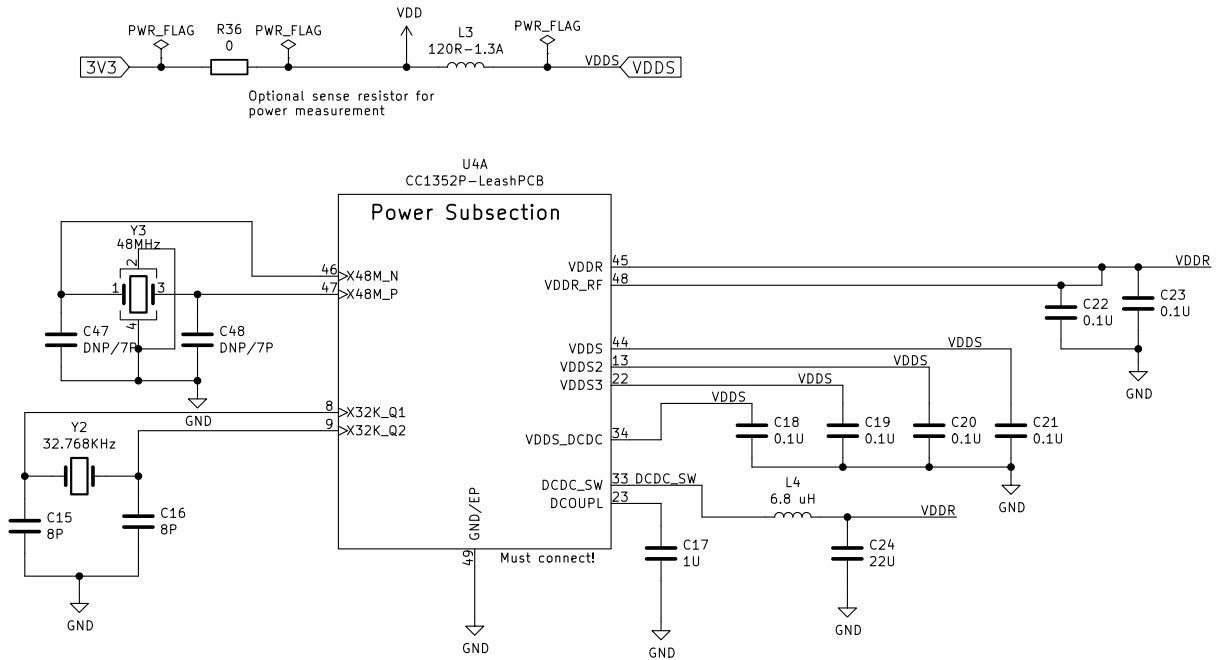 PWR_FLAG
R36
0
PWR_FLAG
VDD
L3
120R-1.3A
PWR_FLAG
3V3
VDDS
VDDS
Optional sense resistor for
power measurement
U4A
CC1352P-LeashPCB
Power Subsection
Y3
48MHz
2
1
3
4
46
X48M_N
47
X48M_P
C47
DNP/7P
C48
DNP/7P
GND
8
X32K_Q1
9
X32K_Q2
Y2
32.768KHz
C15
8P
C16
8P
GND
VDDR
45
VDDR
VDDR_RF
48
C22
0.1U
C23
0.1U
GND
VDDS
44
VDDS
VDDS2
13
VDDS
VDDS3
22
VDDS
VDDS
VDDS_DCDC
34
C18
0.1U
C19
0.1U
C20
0.1U
C21
0.1U
GND
DCDC_SW
33
DCDC_SW
DCOUPL
23
L4
6.8 uH
VDDR
GND/EP
49
Must connect!
C17
1U
C24
22U
GND
GND
GND